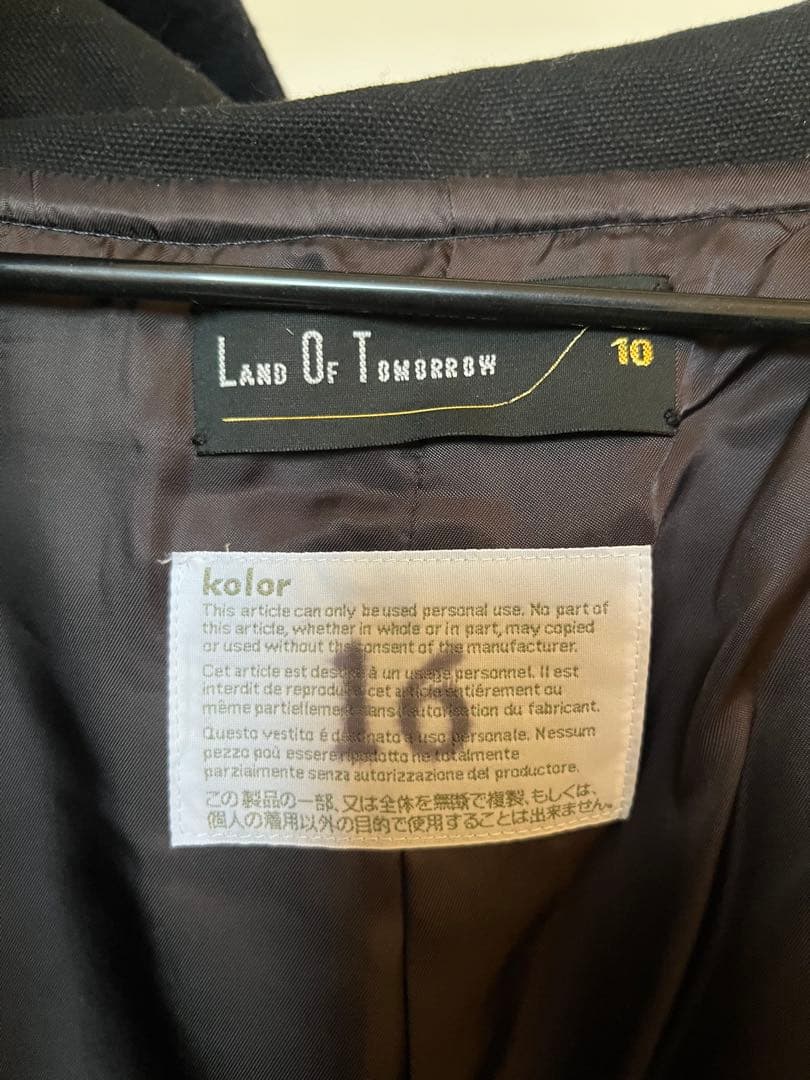 LAND OF TOMORROW
10
kolor
This article can only be used personal use. No part of
this article, whether in whole or in part, may copied
or used without the consent of the manufacturer.
Cet article est destiné à un usage personnel. Il est
interdit de reproduire cet article entiérement ou
même partiellement sans l'autorisation du fabricant.
Questo vestito é destinato a uso personale. Nessum
pezzo poú essere riprodotto ne totalmente
parzialmente senza autorizzazione del productore.
この製品の一部、又は全体を無断で複製、もしくは、
個人の着用以外の目的で使用することは出来ません。
16